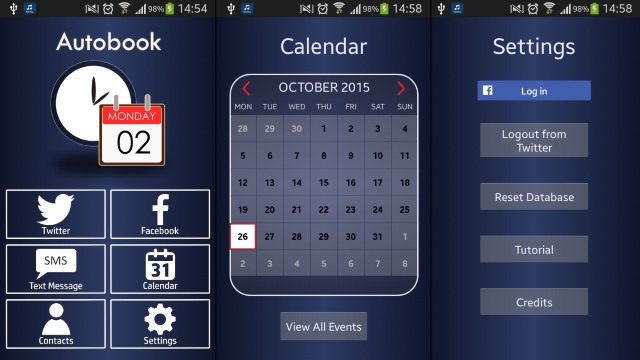 98% 14:54
Autobook
MONDAY
02
Twitter
Facebook
SMS
Text Message
31
Calendar
Contacts
Settings
98% 14:58
Calendar
OCTOBER 2015
MON TUE WED THU FRI SAT SUN
28 29 30 1 2 3 4
5 6 7 8 9 10 11
12 13 14 15 16 17 18
19 20 21 22 23 24 25
26 27 28 29 30 31 1
2 3 4 5 6 7 8
View All Events
98% 14:58
Settings
Log in
Logout from
Twitter
Reset Database
Tutorial
Credits